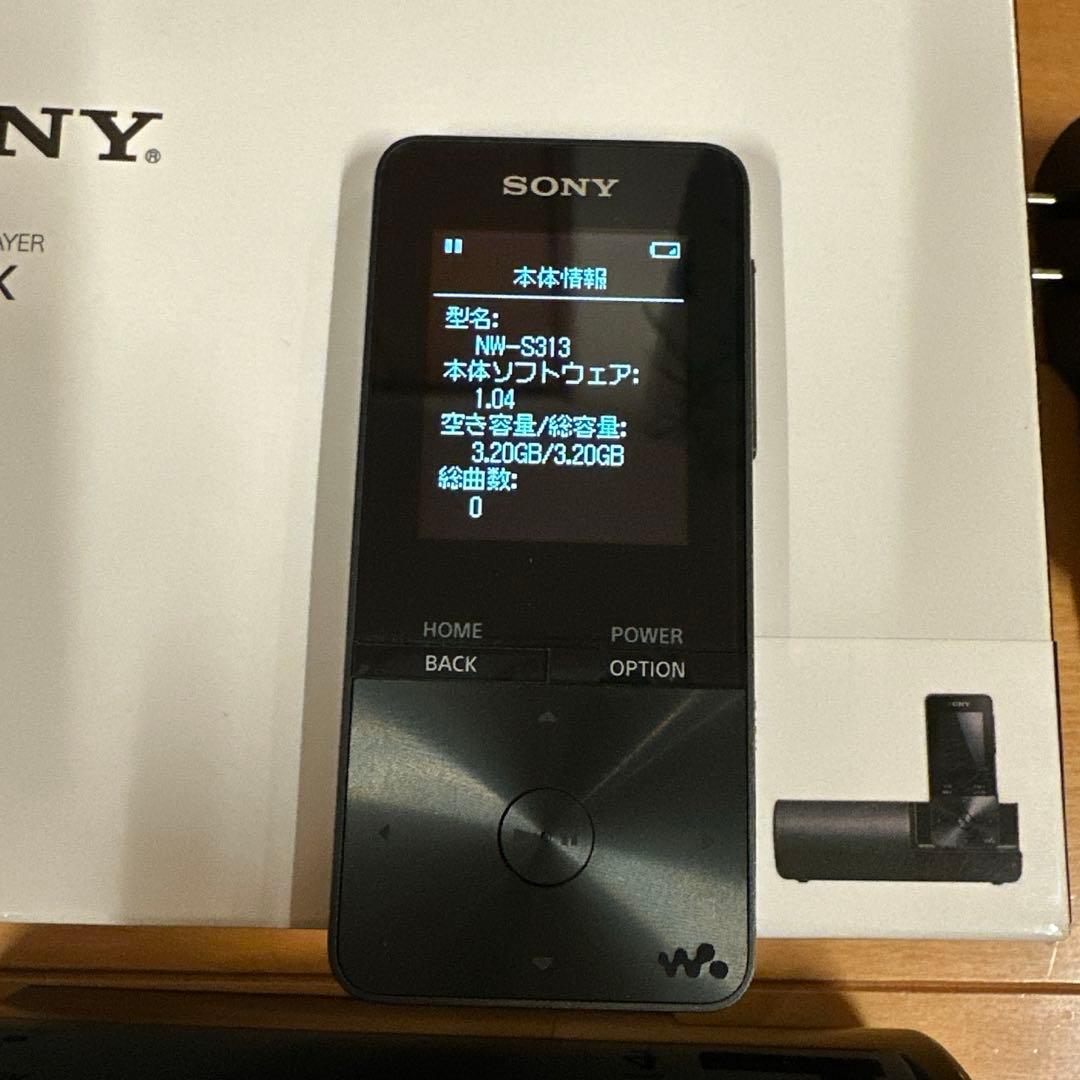 NY®
AYER
K
SONY
本体情報
型名:
NW-S313
本体ソフトウェア:
1.04
空き容量/総容量:
3.20GB/3.20GB
総曲数:
0
HOME
POWER
BACK
OPTION
SONY